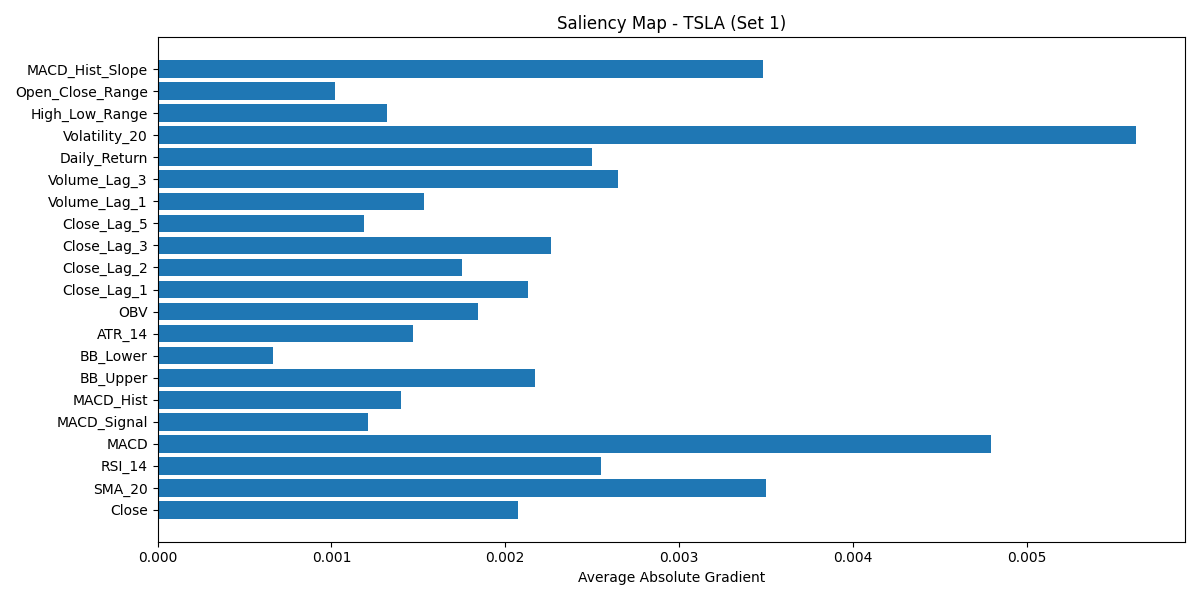 Saliency Map - TSLA (Set 1)
MACD_Hist_Slope
Open_Close_Range
High_Low_Range
Volatility_20
Daily_Return
Volume_Lag_3
Volume_Lag_1
Close_Lag_5
Close_Lag_3
Close_Lag_2
Close_Lag_1
OBV
ATR_14
BB_Lower
BB_Upper
MACD_Hist
MACD_Signal
MACD
RSI_14
SMA_20
Close
0.000 0.001 0.002 0.003 0.004 0.005
Average Absolute Gradient